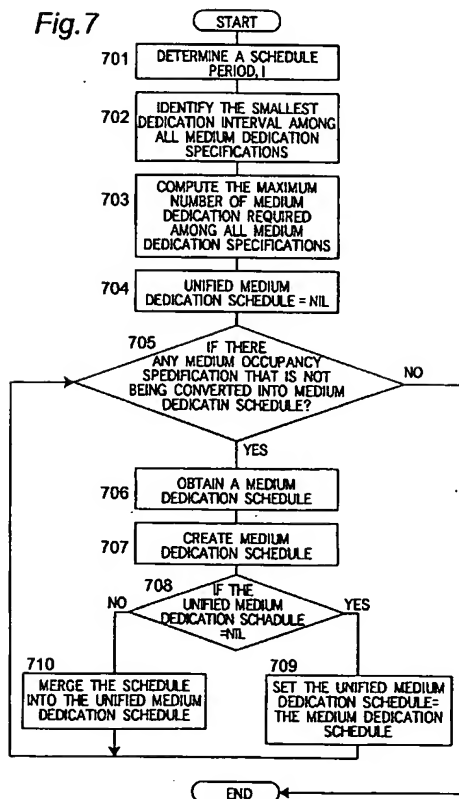 Fig.7
START
701
DETERMINE A SCHEDULE
PERIOD, I
702
IDENTIFY THE SMALLEST
DEDICATION INTERVAL AMONG
ALL MEDIUM DEDICATION
SPECIFICATIONS
703
COMPUTE THE MAXIMUM
NUMBER OF MEDIUM
DEDICATION REQUIRED
AMONG ALL MEDIUM
DEDICATION SPECIFICATIONS
704
UNIFIED MEDIUM
DEDICATION SCHEDULE = NIL
705
IF THERE
ANY MEDIUM OCCUPANCY
SPEDIFICATION THAT IS NOT
BEING CONVERTED INTO MEDIUM
DEDICATIN SCHEDULE?
NO
YES
706
OBTAIN A MEDIUM
DEDICATION SCHEDULE
707
CREATE MEDIUM
DEDICATION SCHEDULE
708
IF THE
UNIFIED MEDIUM
DEDICATION SCHADULE
=NIL
NO
YES
710
MERGE THE SCHEDULE
INTO THE UNIFIED MEDIUM
DEDICATION SCHEDULE
709
SET THE UNIFIED MEDIUM
DEDICATION SCHEDULE=
THE MEDIUM DEDICATION
SCHEDULE
END